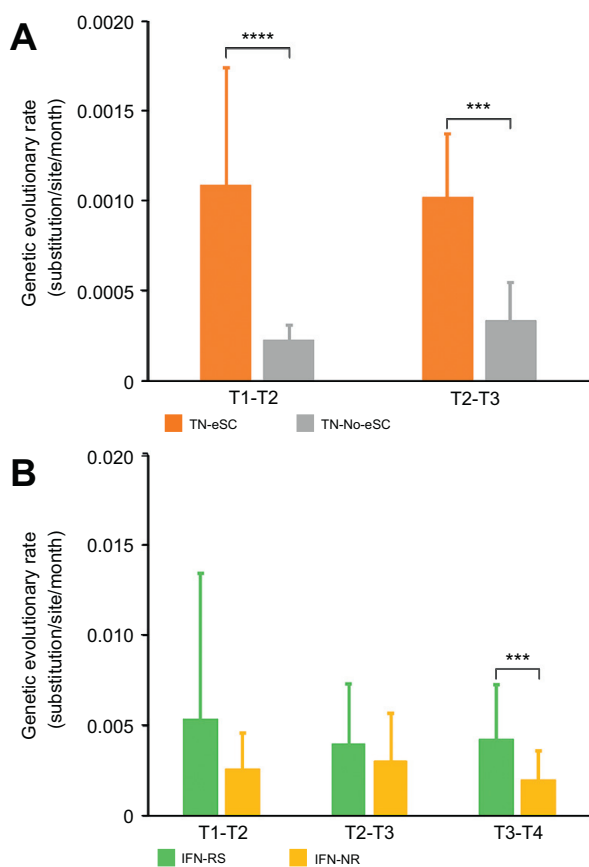 A
Genetic evolutionary rate
(substitution/site/month)
0.0020
0.0015
0.0010
0.0005
0
****
***
T1-T2
T2-T3
TN-eSC
TN-No-eSC
B
Genetic evolutionary rate
(substitution/site/month)
0.020
0.015
0.010
0.005
0
***
T1-T2
T2-T3
T3-T4
IFN-RS
IFN-NR